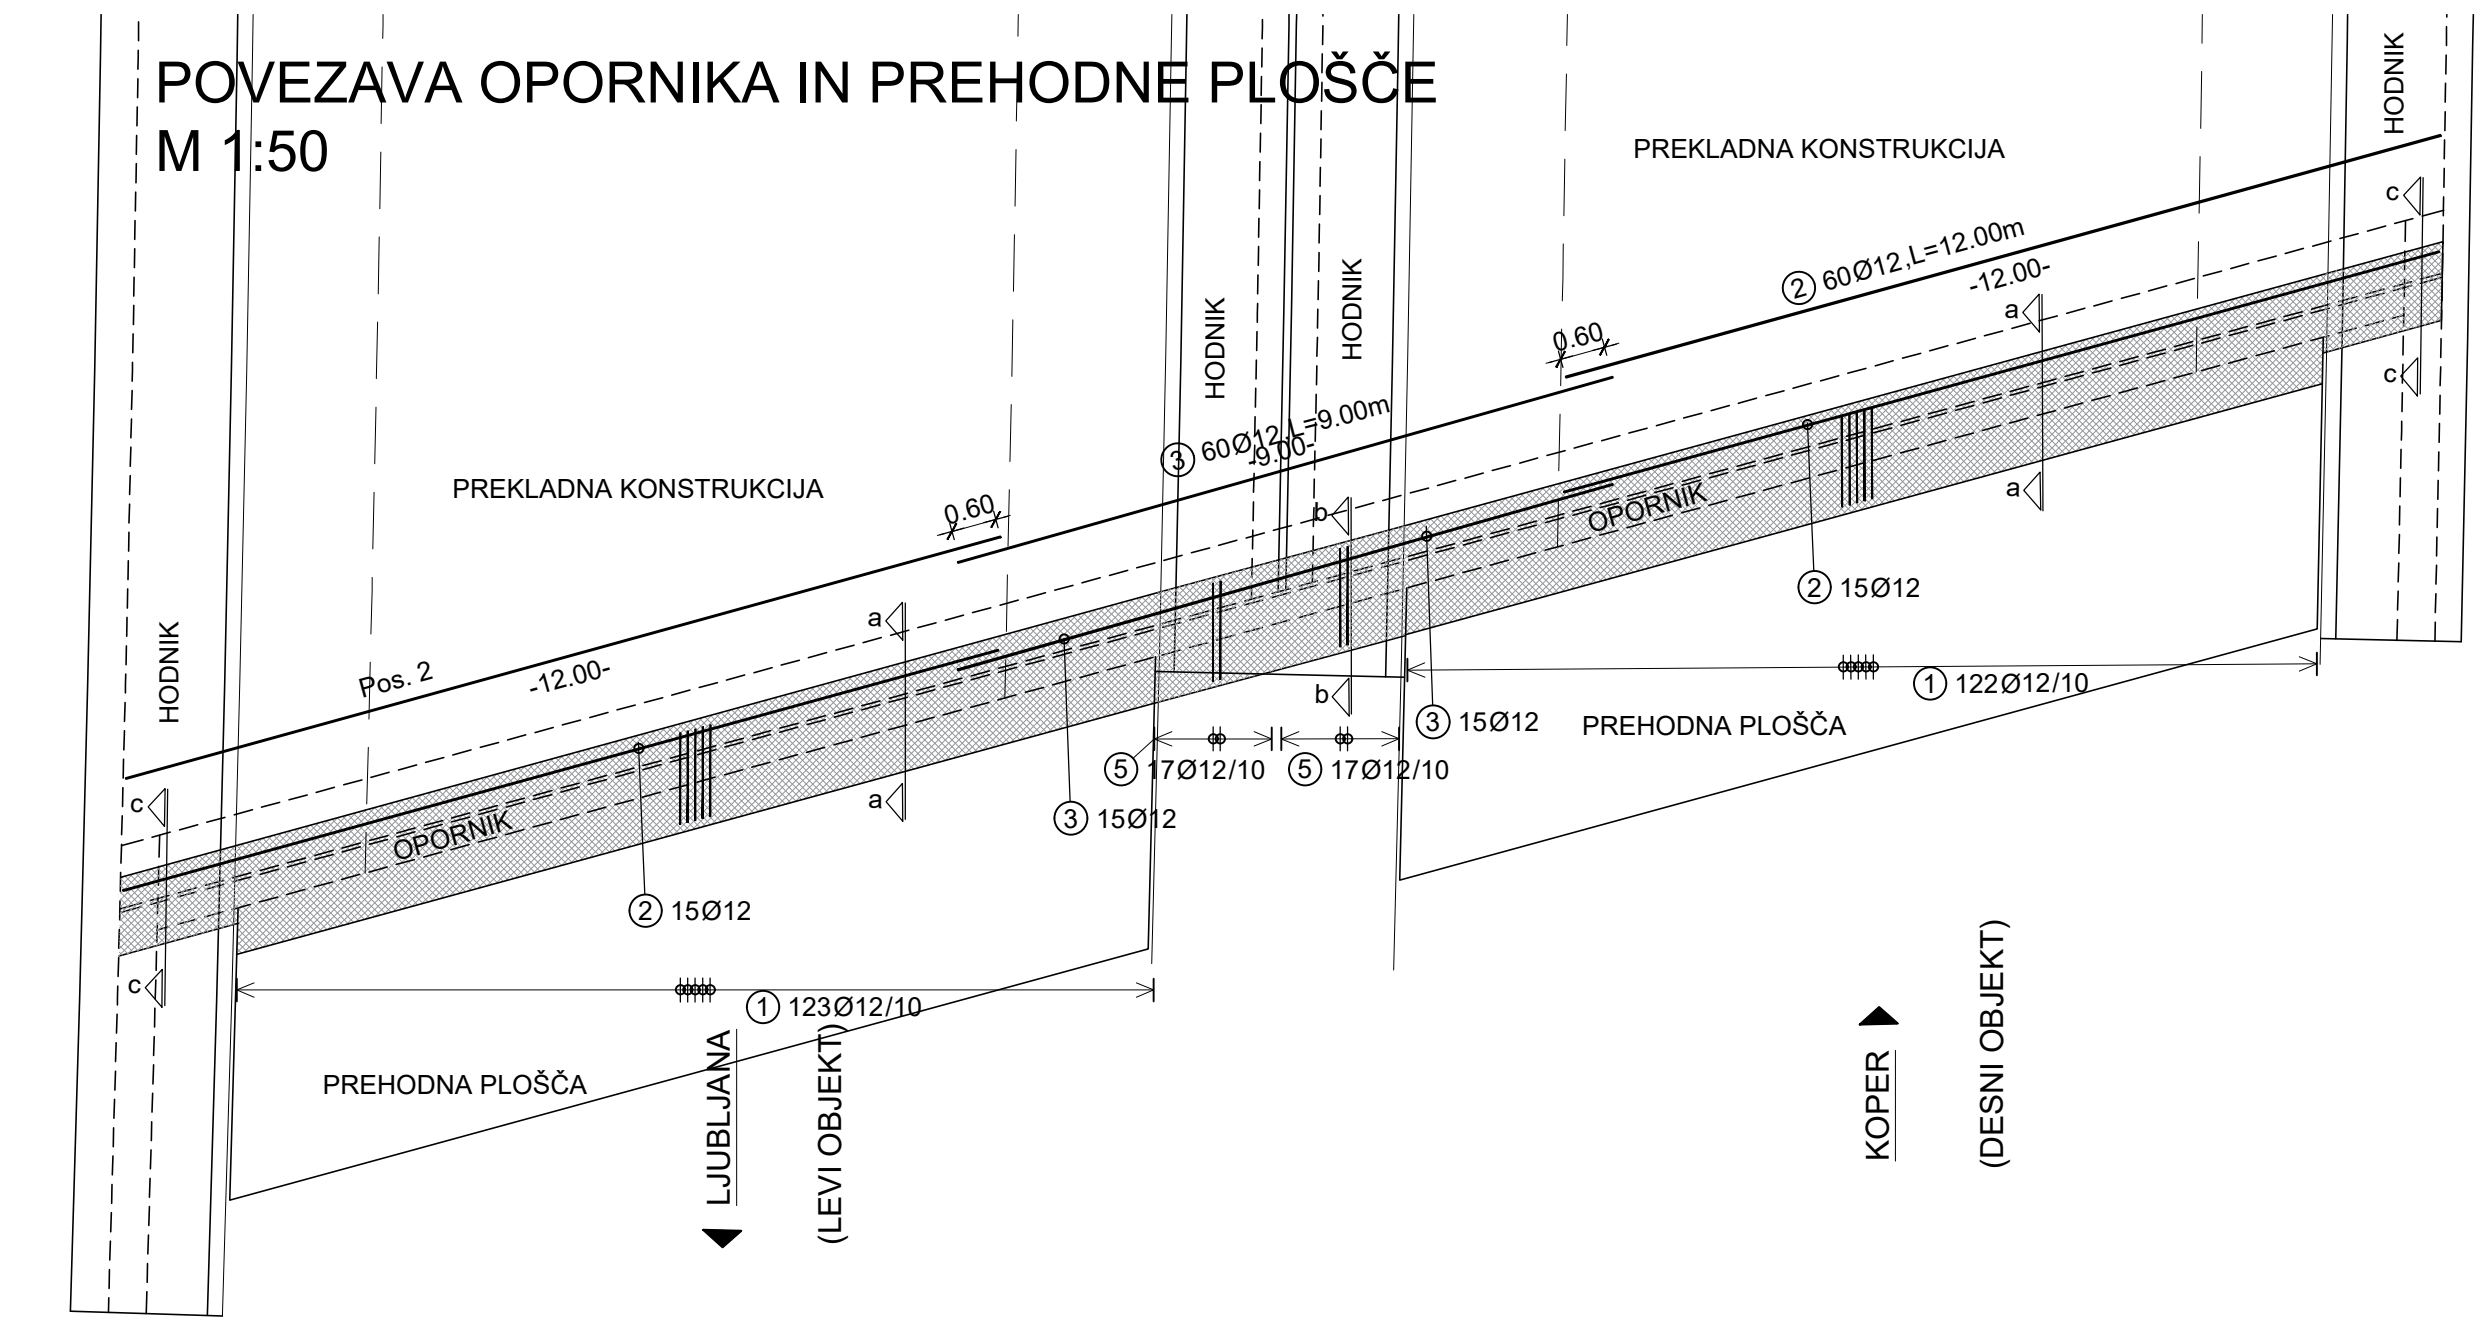 POVEZAVA OPORNIKA IN PREHODNE PLOŠČE
M 1:50
HODNIK
PREKLADNA KONSTRUKCIJA
c
2 60Ø12,L=12.00m
-12.00-
a
HODNIK
HODNIK
0.60
c
3 60Ø12,L=9.00m
-9.00-
PREKLADNA KONSTRUKCIJA
0.60
b
OPORNIK
a
2 15Ø12
HODNIK
a
Pos. 2
-12.00-
b
1 122Ø12/10
3 15Ø12
PREHODNA PLOŠČA
5 17Ø12/10
5 17Ø12/10
c
a
3 15Ø12
OPORNIK
2 15Ø12
c
1 123Ø12/10
PREHODNA PLOŠČA
LJUBLJANA
(LEVI OBJEKT)
KOPER
(DESNI OBJEKT)